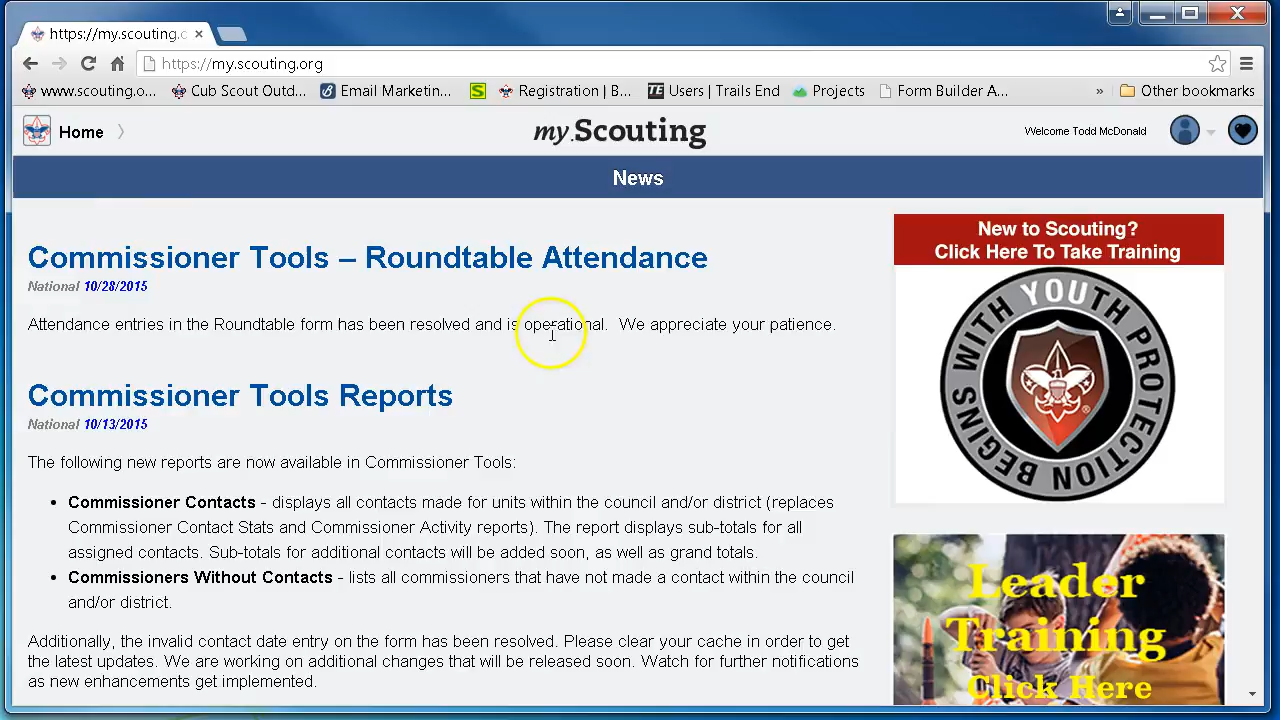 https://my.scouting.c
https://my.scouting.org
www.scouting.o...
Cub Scout Outd...
Email Marketin...
S
Registration | B...
TE Users | Trails End
Projects
Form Builder A...
»
Other bookmarks
Home
my.Scouting
Welcome Todd McDonald
News
Commissioner Tools – Roundtable Attendance
National 10/28/2015
Attendance entries in the Roundtable form has been resolved and is operational.  We appreciate your patience.
Commissioner Tools Reports
National 10/13/2015
The following new reports are now available in Commissioner Tools:
• Commissioner Contacts - displays all contacts made for units within the council and/or district (replaces
Commissioner Contact Stats and Commissioner Activity reports). The report displays sub-totals for all
assigned contacts. Sub-totals for additional contacts will be added soon, as well as grand totals.
• Commissioners Without Contacts - lists all commissioners that have not made a contact within the council
and/or district.
Additionally, the invalid contact date entry on the form has been resolved. Please clear your cache in order to get
the latest updates. We are working on additional changes that will be released soon. Watch for further notifications
as new enhancements get implemented.
New to Scouting?
Click Here To Take Training
BEGINS WITH YOUTH PROTECTION
®
Leader
Training
Click Here